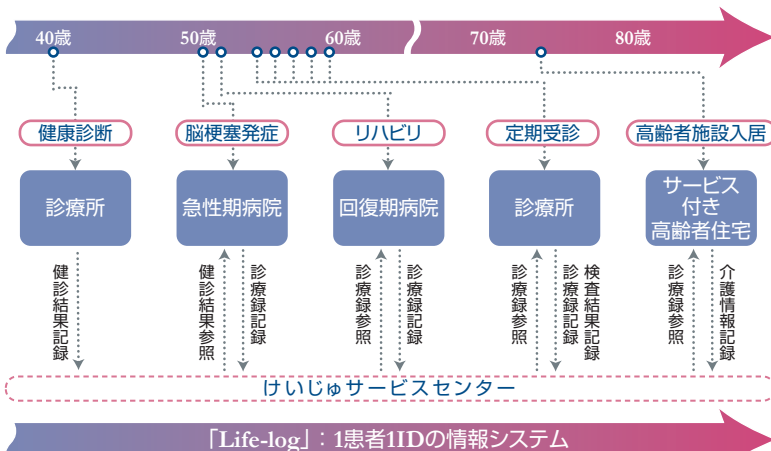 40歳
50歳
60歳
70歳
80歳
健康診断
脳梗塞発症
リハビリ
定期受診
高齢者施設入居
診療所
急性期病院
回復期病院
診療所
サービス
付き
高齢者住宅
健診結果記録
健診結果参照
診療録記録
診療録参照
診療録記録
診療録参照
診療録記録
検査結果記録
診療録参照
介護情報記録
けいじゅサービスセンター
「Life-log」：1患者1IDの情報システム